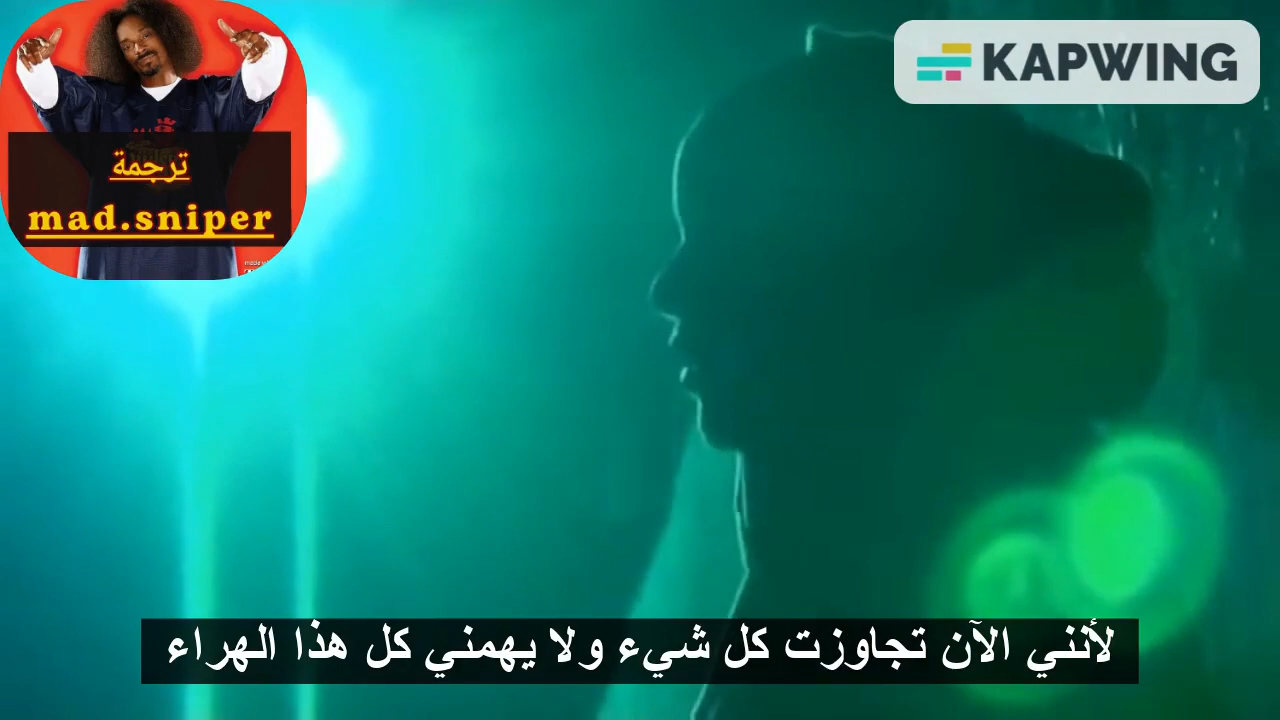 ترجمة
mad.sniper
KAPWING
لأنني الآن تجاوزت كل شيء ولا يهمني كل هذا الهراء